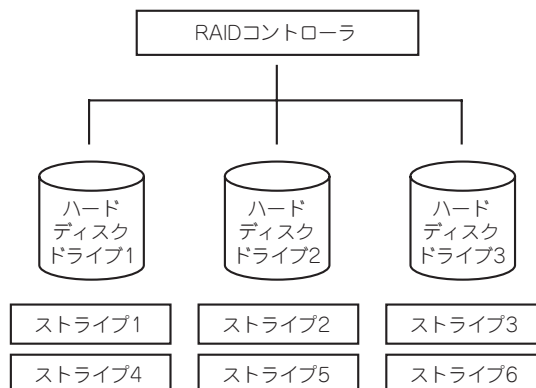 RAIDコントローラ
ハード
ディスク
ドライブ1
ハード
ディスク
ドライブ2
ハード
ディスク
ドライブ3
ストライプ1
ストライプ2
ストライプ3
ストライプ4
ストライプ5
ストライプ6